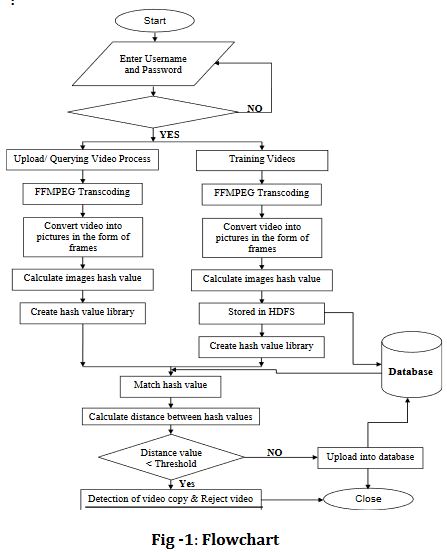 :
Start
Enter Username
and Password
NO
YES
Upload/ Querying Video Process
Training Videos
FFMPEG Transcoding
FFMPEG Transcoding
Convert video into
pictures in the form of
frames
Convert video into
pictures in the form of
frames
Calculate images hash value
Calculate images hash value
Create hash value library
Stored in HDFS
Create hash value library
Database
Match hash value
Calculate distance between hash values
Distance value
< Threshold
NO
Upload into database
Yes
Detection of video copy & Reject video
Close
Fig -1: Flowchart